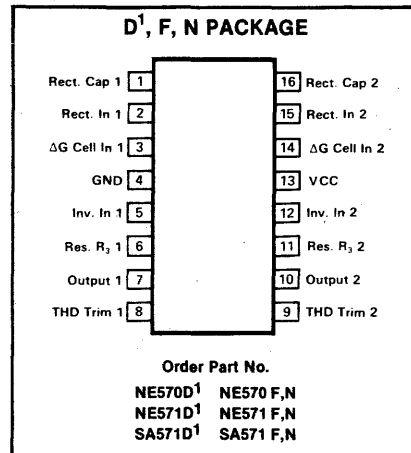 D¹, F, N PACKAGE
Rect. Cap 1 1 16 Rect. Cap 2
Rect. In 1 2 15 Rect. In 2
ΔG Cell In 1 3 14 ΔG Cell In 2
GND 4 13 VCC
Inv. In 1 5 12 Inv. In 2
Res. R₃ 1 6 11 Res. R₃ 2
Output 1 7 10 Output 2
THD Trim 1 8 9 THD Trim 2
Order Part No.
NE570D¹ NE570 F,N
NE571D¹ NE571 F,N
SA571D¹ SA571 F,N